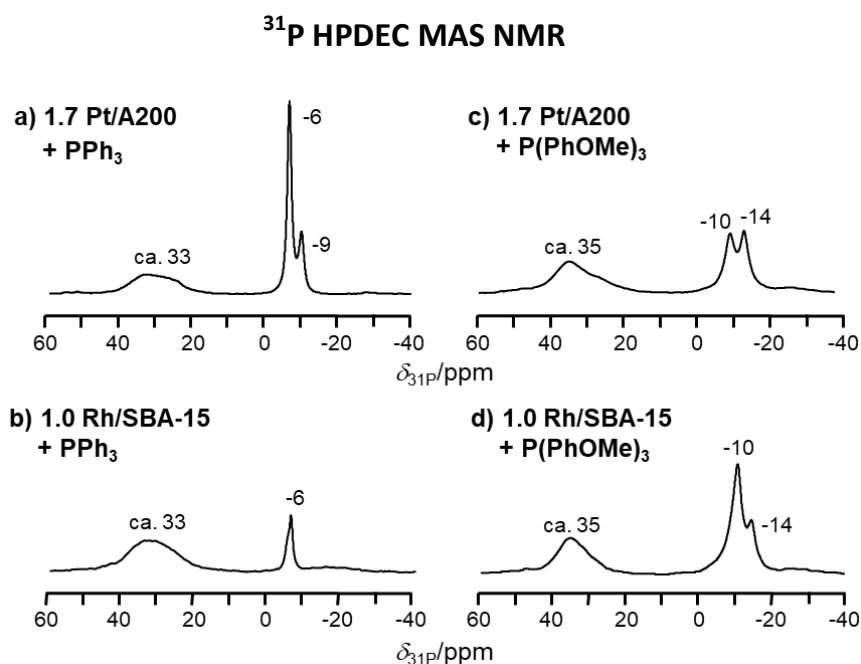 ³¹P HPDEC MAS NMR
a) 1.7 Pt/A200
+ PPh₃
-6
-9
ca. 33
60 40 20 0 -20 -40
δ₃₁P/ppm
c) 1.7 Pt/A200
+ P(PhOMe)₃
-10 -14
ca. 35
60 40 20 0 -20 -40
b) 1.0 Rh/SBA-15
+ PPh₃
-6
ca. 33
60 40 20 0 -20 -40
δ₃₁P/ppm
d) 1.0 Rh/SBA-15
+ P(PhOMe)₃
-10
-14
ca. 35
60 40 20 0 -20 -40